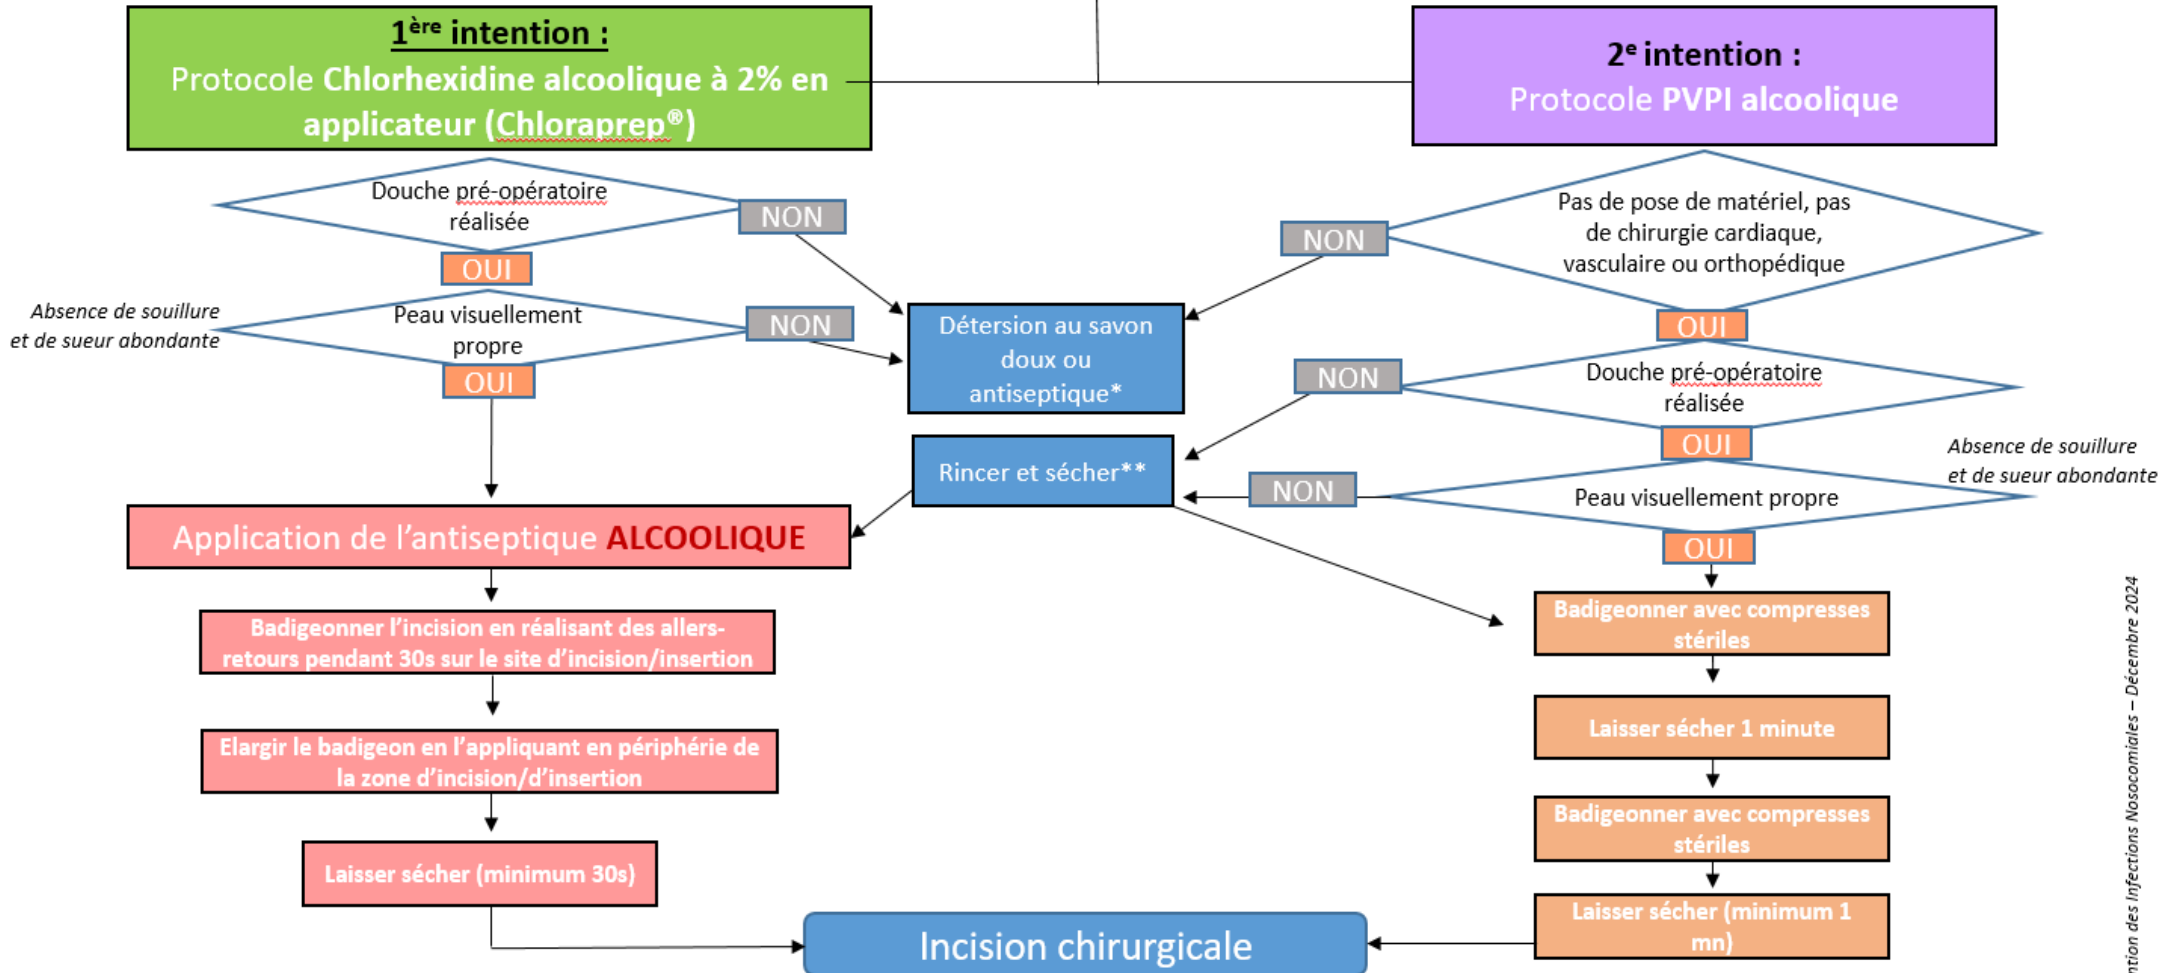 1ère intention :
Protocole Chlorhexidine alcoolique à 2% en
applicateur (Chloraprep®)
2e intention :
Protocole PVPI alcoolique
Douche pré-opératoire
réalisée
NON
OUI
Absence de souillure
et de sueur abondante
Peau visuellement
propre
NON
OUI
Pas de pose de matériel, pas
de chirurgie cardiaque,
vasculaire ou orthopédique
NON
OUI
Détersion au savon
doux ou
antiseptique*
Douche pré-opératoire
réalisée
NON
OUI
Rincer et sécher**
Peau visuellement propre
NON
OUI
Absence de souillure
et de sueur abondante
Application de l'antiseptique ALCOOLIQUE
Badigeonner l'incision en réalisant des allers-
retours pendant 30s sur le site d'incision/insertion
Elargir le badigeon en l'appliquant en périphérie de
la zone d'incision/d'insertion
Laisser sécher (minimum 30s)
Badigeonner avec compresses
stériles
Laisser sécher 1 minute
Badigeonner avec compresses
stériles
Laisser sécher (minimum 1
mn)
Incision chirurgicale
des Infections Nosocomiales – Décembre 2024